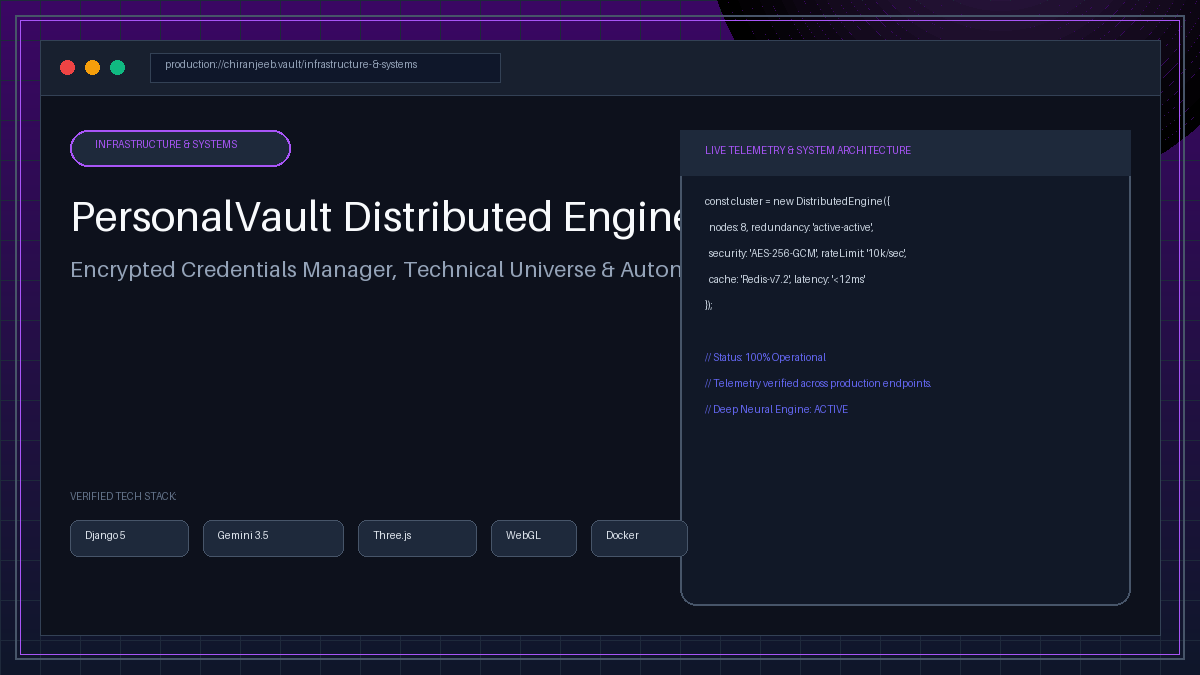 production://chiranjeeb.vault/infrastructure-&-systems
INFRASTRUCTURE & SYSTEMS
PersonalVault Distributed Engine
Encrypted Credentials Manager, Technical Universe &
VERIFIED TECH STACK:
Django 5
Gemini 3.5
Three.js
WebGL
Docker
LIVE TELEMETRY & SYSTEM ARCHITECTURE
const cluster = new DistributedEngine({
nodes: 8, redundancy: 'active-active',
security: 'AES-256-GCM', rateLimit: '10k/sec',
cache: 'Redis-v7.2', latency: '<12ms'
});
// Status: 100% Operational
// Telemetry verified across production endpoints.
// Deep Neural Engine: ACTIVE